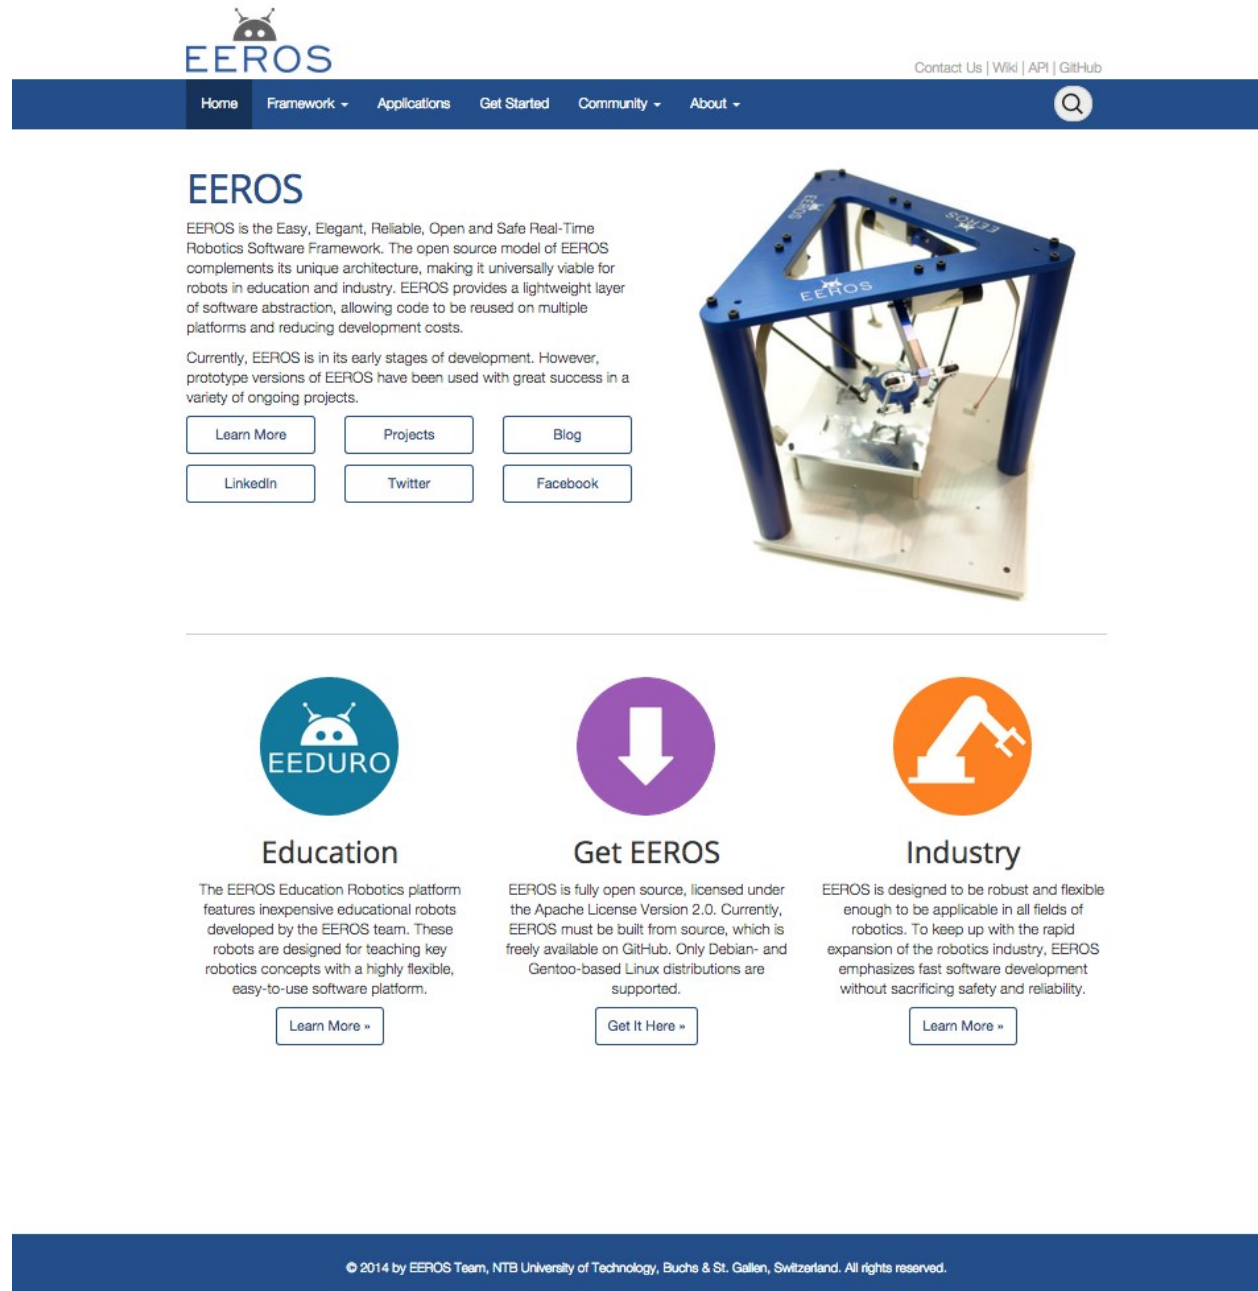 EEROS
Contact Us | Wiki | API | GitHub
Home Framework Applications Get Started Community About
EEROS
EEROS is the Easy, Elegant, Reliable, Open and Safe Real-Time
Robotics Software Framework. The open source model of EEROS
complements its unique architecture, making it universally viable for
robots in education and industry. EEROS provides a lightweight layer
of software abstraction, allowing code to be reused on multiple
platforms and reducing development costs.
Currently, EEROS is in its early stages of development. However,
prototype versions of EEROS have been used with great success in a
variety of ongoing projects.
Learn More Projects Blog
LinkedIn Twitter Facebook
EEROS
EEROS
EEROS
EEDURO
Education
The EEROS Education Robotics platform
features inexpensive educational robots
developed by the EEROS team. These
robots are designed for teaching key
robotics concepts with a highly flexible,
easy-to-use software platform.
Learn More »
Get EEROS
EEROS is fully open source, licensed under
the Apache License Version 2.0. Currently,
EEROS must be built from source, which is
freely available on GitHub. Only Debian- and
Gentoo-based Linux distributions are
supported.
Get It Here »
Industry
EEROS is designed to be robust and flexible
enough to be applicable in all fields of
robotics. To keep up with the rapid
expansion of the robotics industry, EEROS
emphasizes fast software development
without sacrificing safety and reliability.
Learn More »
© 2014 by EEROS Team, NTB University of Technology, Buchs & St. Gallen, Switzerland. All rights reserved.